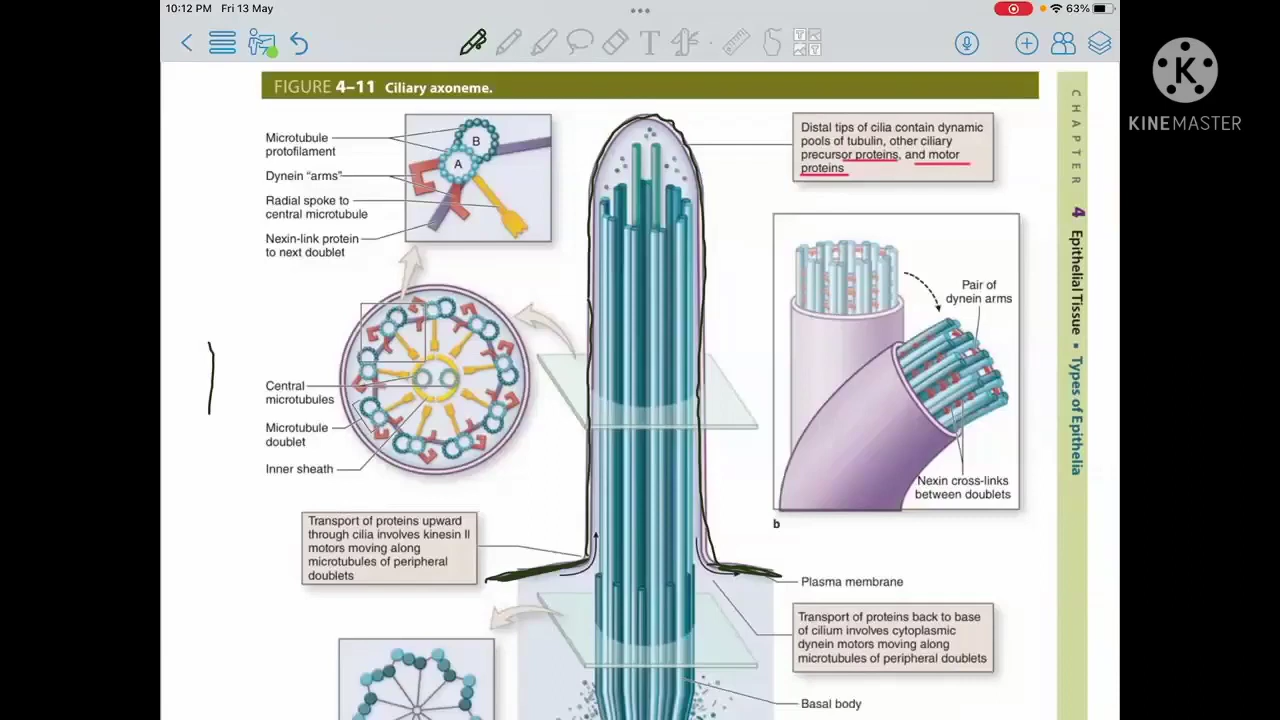 10:12 PM Fri 13 May
63%
T
KINEMASTER
FIGURE 4–11 Ciliary axoneme.
Microtubule
protofilament
Dynein “arms”
Radial spoke to
central microtubule
Nexin-link protein
to next doublet
B
A
Distal tips of cilia contain dynamic
pools of tubulin, other ciliary
precursor proteins, and motor
proteins
Pair of
dynein arms
Nexin cross-links
between doublets
b
Central
microtubules
Microtubule
doublet
Inner sheath
Transport of proteins upward
through cilia involves kinesin II
motors moving along
microtubules of peripheral
doublets
Plasma membrane
Transport of proteins back to base
of cilium involves cytoplasmic
dynein motors moving along
microtubules of peripheral doublets
Basal body
CHAPTER 4 Epithelial Tissue ▪ Types of Epithelia